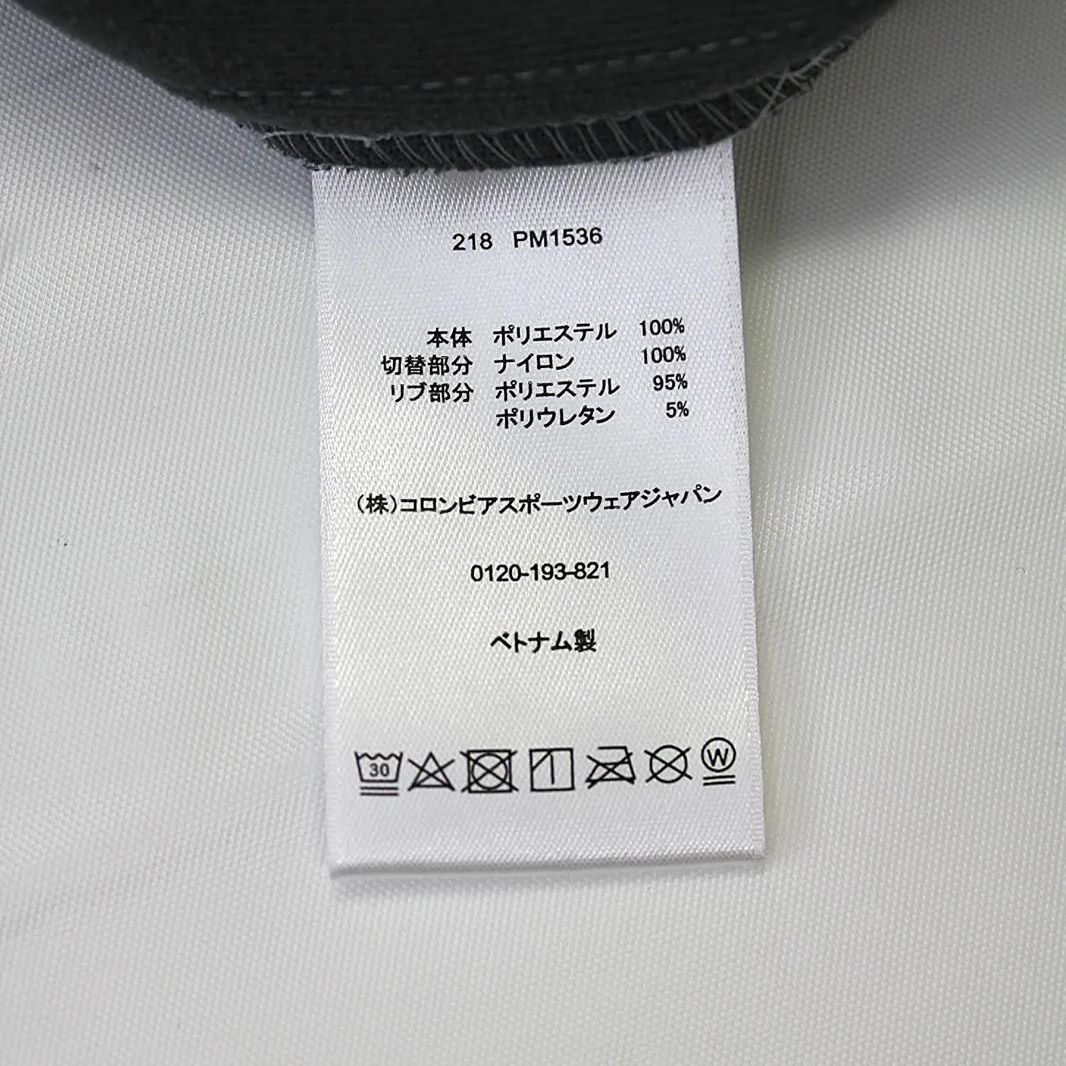 218 PM1536
本体 ポリエステル 100%
切替部分 ナイロン 100%
リブ部分 ポリエステル 95%
ポリウレタン 5%
(株)コロンビアスポーツウェアジャパン
0120-193-821
ベトナム製
30 W